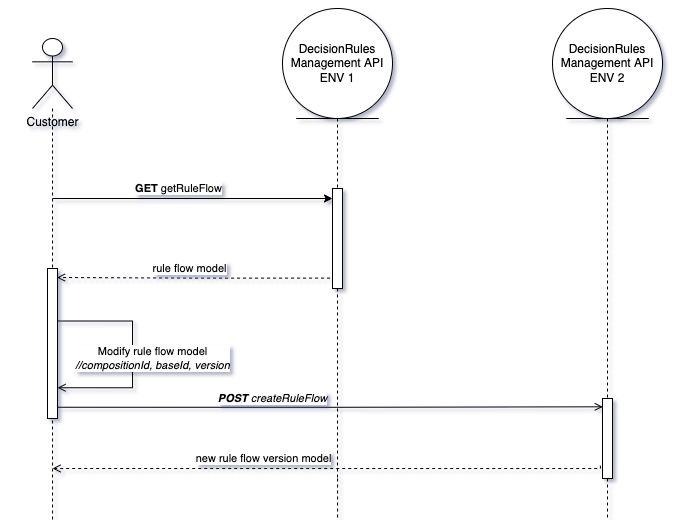 DecisionRules
Management API
ENV 1
DecisionRules
Management API
ENV 2
Customer
GET getRuleFlow
rule flow model
Modify rule flow model
//compositionId, baseId, version
POST createRuleFlow
new rule flow version model